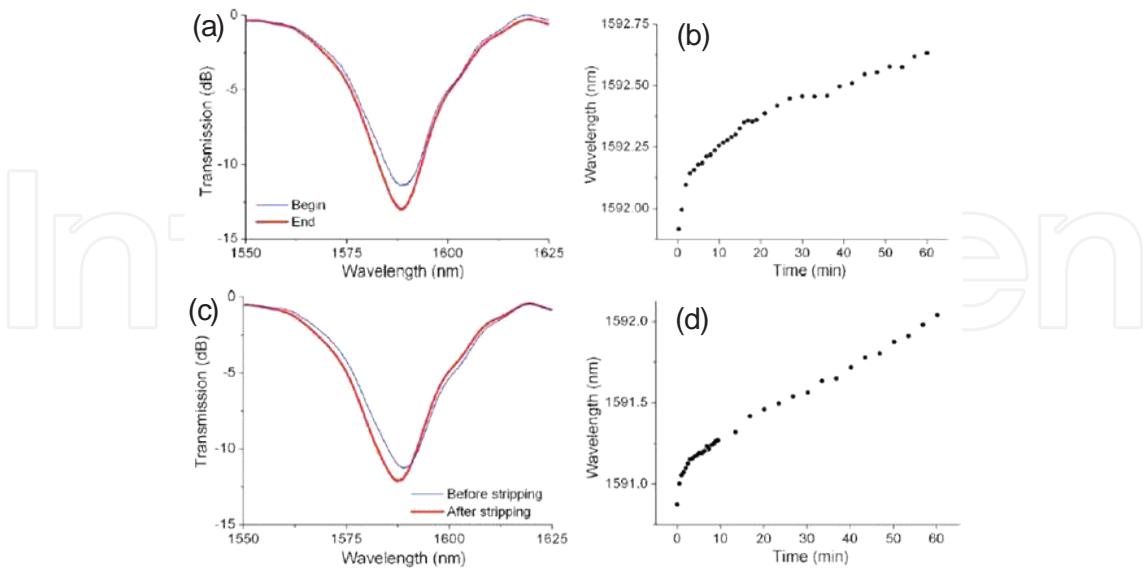 (a)
0
-5
-10
-15
Transmission (dB)
Begin
End
1550
1575
1600
1625
Wavelength (nm)
(b)
1592.75
1592.50
1592.25
1592.00
Wavelength (nm)
0
10
20
30
40
50
60
Time (min)
(c)
0
-5
-10
-15
Transmission (dB)
Before stripping
After stripping
1550
1575
1600
1625
Wavelength (nm)
(d)
1592.0
1591.5
1591.0
Wavelength (nm)
0
10
20
30
40
50
60
Time (min)